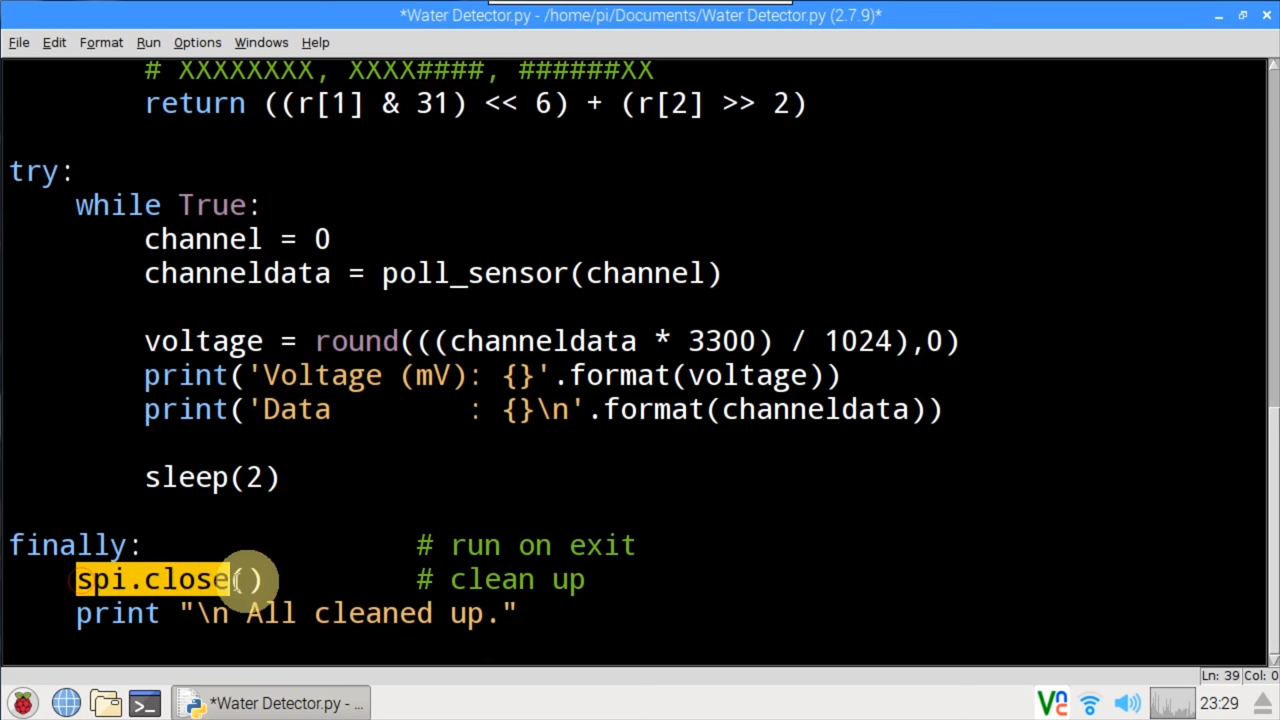 *Water Detector.py - /home/pi/Documents/Water Detector.py (2.7.9)*
File Edit Format Run Options Windows Help
# XXXXXXXX, XXXX####, ######XX
return ((r[1] & 31) << 6) + (r[2] >> 2)
try:
while True:
channel = 0
channeldata = poll_sensor(channel)
voltage = round(((channeldata * 3300) / 1024),0)
print('Voltage (mV): {}'.format(voltage))
print('Data        : {}\n'.format(channeldata))
sleep(2)
finally:                # run on exit
spi.close()         # clean up
print "\n All cleaned up."
Ln: 39 Col: 0
*Water Detector.py - ...
23:29